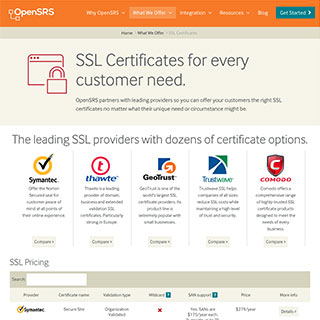 OpenSRS
Why OpenSRS
What We Offer
Integration
Resources
Blog
Get Started
Home
What We Offer
SSL Certificates
SSL Certificates for every
customer need.
OpenSRS partners with leading providers so you can offer your customers the right SSL
certificates no matter what their unique need or circumstance might be.
The leading SSL providers with dozens of certificate options.
Symantec.
Offer the Norton
Secured seal for
customer peace of
mind at all points of
their online experience.
Compare
thawte
Thawte is a leading
provider of domain,
business and extended
validation SSL
certificates. Particularly
strong in Europe.
Compare
GeoTrust
GeoTrust is one of the
world's largest SSL
certificate providers. Its
product line is
extremely popular with
small businesses.
Compare
Trustwave
Trustwave helps
companies of all sizes
reduce SSL costs while
maintaining a high level
of trust and security.
Compare
COMODO
Comodo offers a
comprehensive range
of highly-trusted SSL
certificate products
designed to meet the
needs of every
business.
Compare
SSL Pricing
Search
Provider
Certificate name
Validation type
Wildcard ?
SAN support ?
Price
More info
Symantec.
Secure Site
Organization
Validated
Yes, SANs are
$175/year each.
$279/year
Details